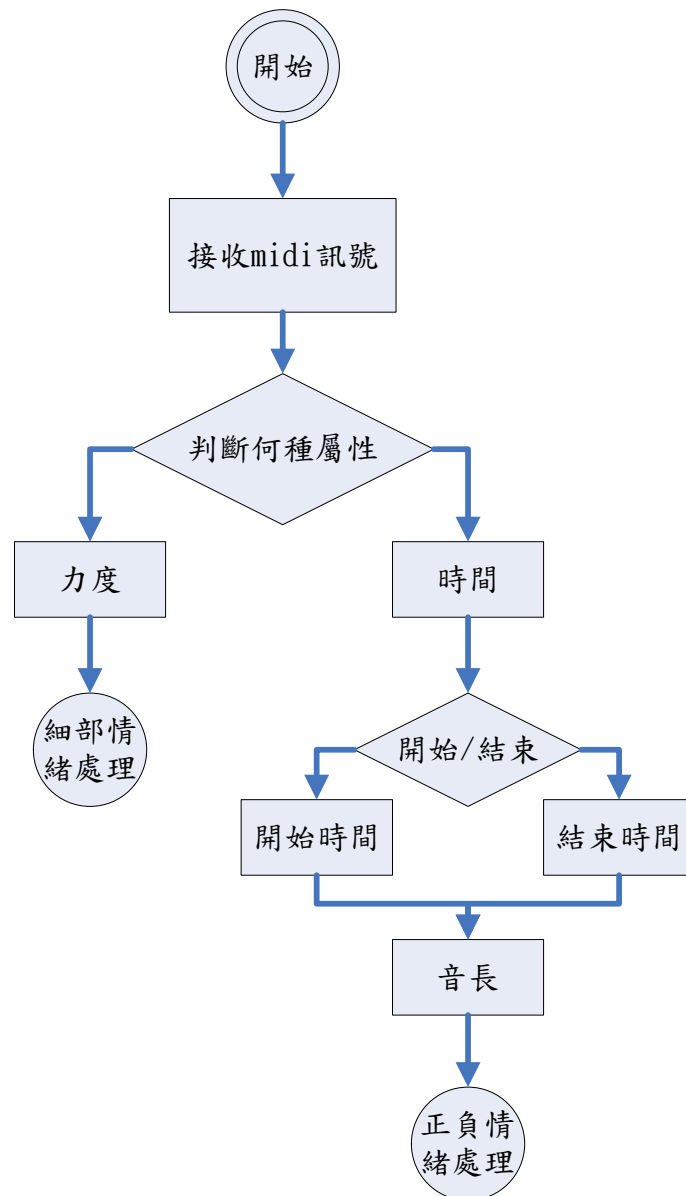 開始
接收midi訊號
判斷何種屬性
力度
時間
細部情
緒處理
開始/結束
開始時間
結束時間
音長
正負情
緒處理